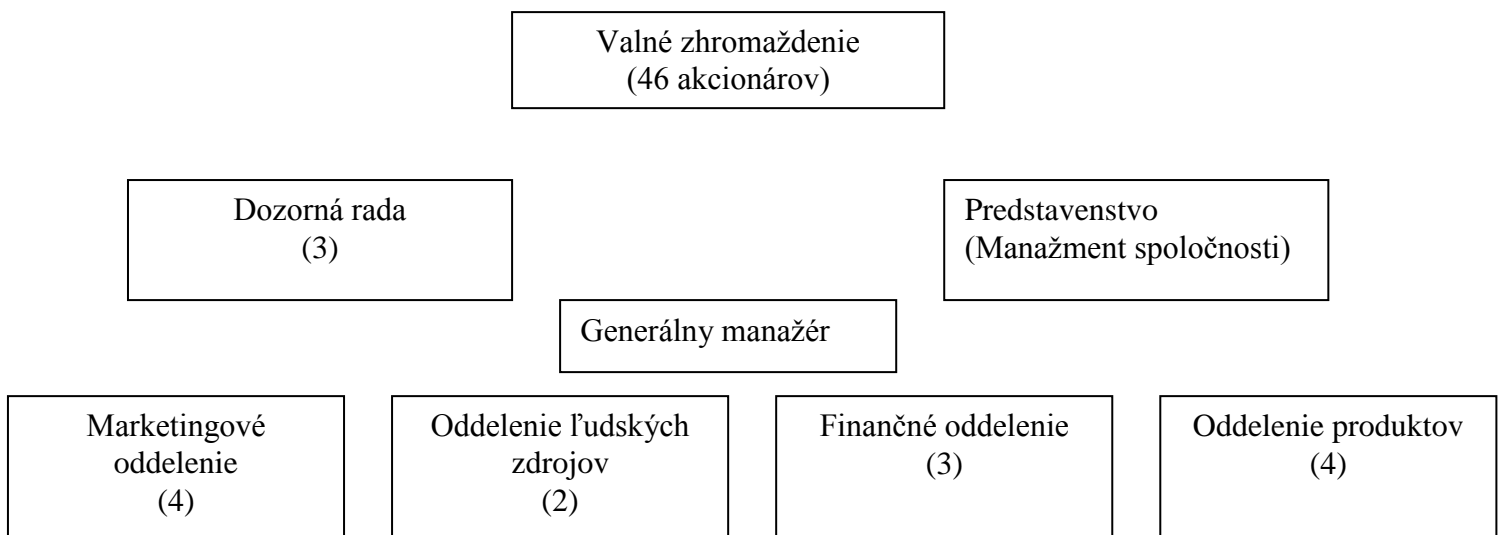 Valné zhromaždenie
(46 akcionárov)
Dozorná rada
(3)
Predstavenstvo
(Manažment spoločnosti)
Generálny manažér
Marketingové
oddelenie
(4)
Oddelenie ľudských
zdrojov
(2)
Finančné oddelenie
(3)
Oddelenie produktov
(4)